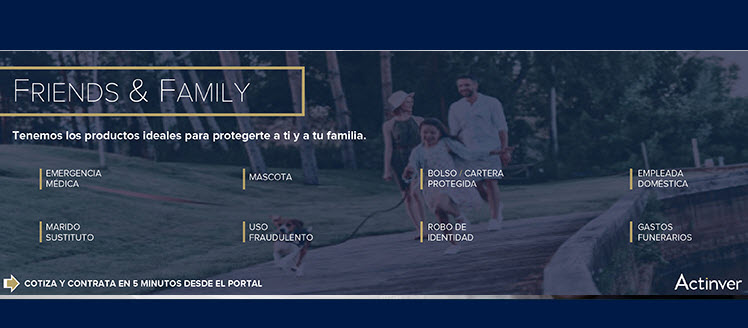 FRIENDS & FAMILY
Tenemos los productos ideales para protegerte a ti y a tu familia.
EMERGENCIA
MÉDICA
MASCOTA
BOLSO / CARTERA
PROTEGIDA
EMPLEADA
DOMÉSTICA
MARIDO
SUSTITUTO
USO
FRAUDULENTO
ROBO DE
IDENTIDAD
GASTOS
FUNERARIOS
COTIZA Y CONTRATA EN 5 MINUTOS DESDE EL PORTAL
Actinver